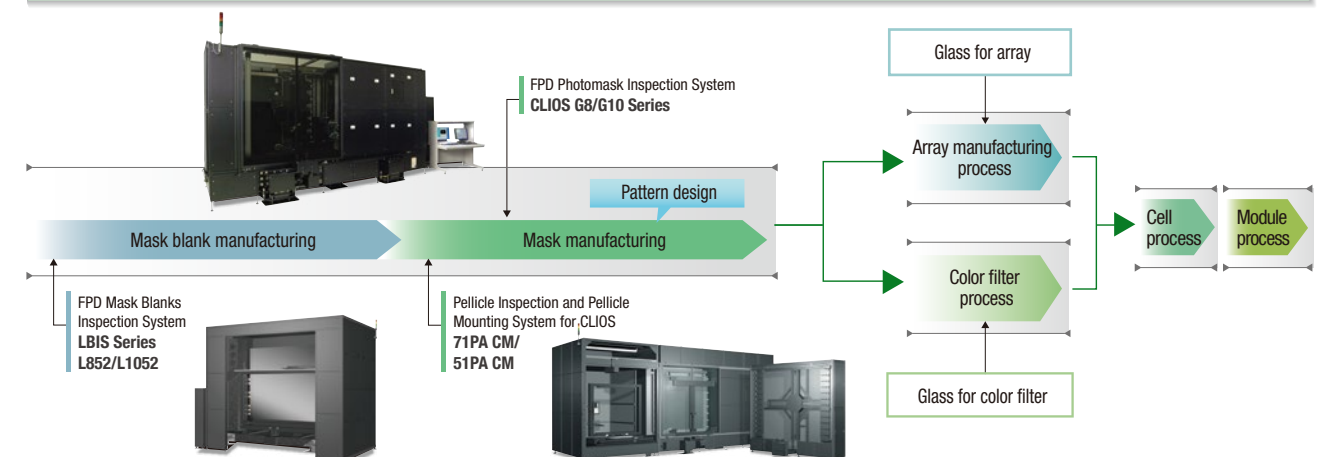 FPD Photomask Inspection System
CLIOS G8/G10 Series
Pattern design
Mask blank manufacturing
Mask manufacturing
FPD Mask Blanks
Inspection System
LBIS Series
L852/L1052
Pellicle Inspection and Pellicle
Mounting System for CLIOS
71PA CM/
51PA CM
Glass for array
Array manufacturing
process
Color filter
process
Glass for color filter
Cell
process
Module
process